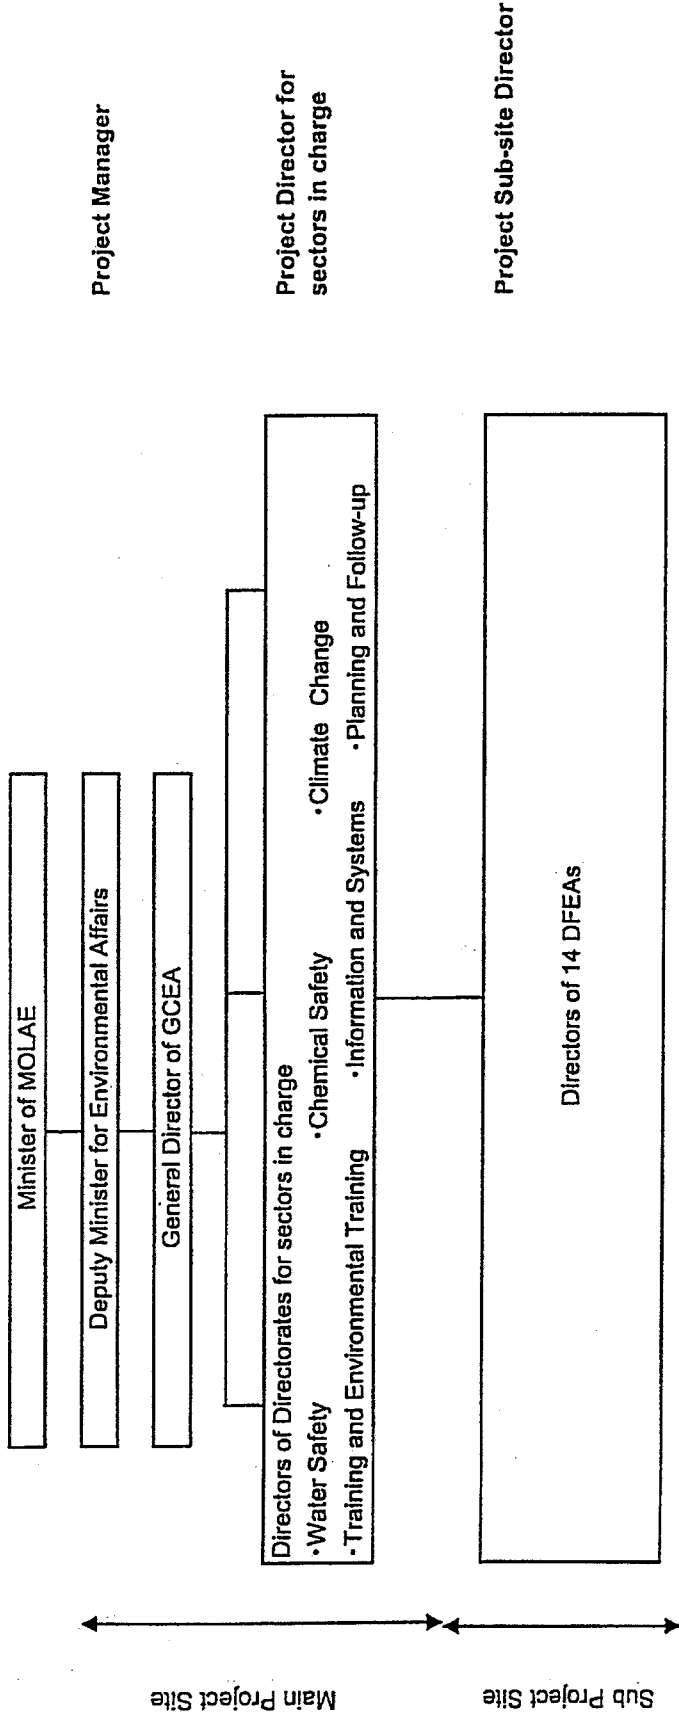 Minister of MOLAE
Deputy Minister for Environmental Affairs
Project Manager
General Director of GCEA
Directors of Directorates for sectors in charge
·Water Safety ·Chemical Safety ·Climate Change
·Training and Environmental Training ·Information and Systems ·Planning and Follow-up
Project Director for
sectors in charge
Directors of 14 DFEAs
Project Sub-site Director
Main Project Site
Sub Project Site